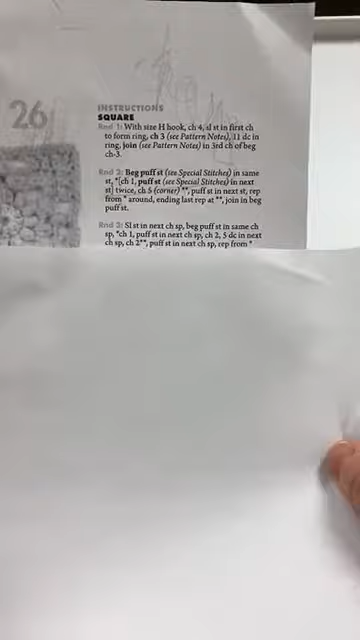 26
INSTRUCTIONS
SQUARE
Rnd 1: With size H hook, ch 4, sl st in first ch
to form ring, ch 3 (see Pattern Notes), 11 dc in
ring, join (see Pattern Notes) in 3rd ch of beg
ch-3.
Rnd 2: Beg puff st (see Special Stitches) in same
st, *[ch 1, puff st (see Special Stitches) in next
st] twice, ch 5 (corner) **, puff st in next st, rep
from * around, ending last rep at **, join in beg
puff st.
Rnd 3: Sl st in next ch sp, beg puff st in same ch
sp, *ch 1, puff st in next ch sp, ch 2, 5 dc in next
ch sp, ch 2**, puff st in next ch sp, rep from *